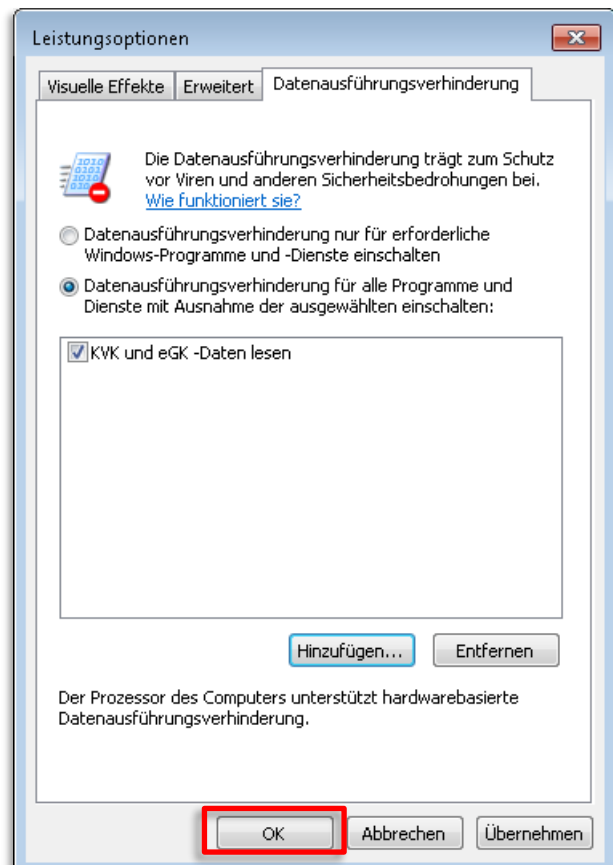 Leistungsoptionen
Visuelle Effekte
Erweitert
Datenausführungsverhinderung
Die Datenausführungsverhinderung trägt zum Schutz
vor Viren und anderen Sicherheitsbedrohungen bei.
Wie funktioniert sie?
Datenausführungsverhinderung nur für erforderliche
Windows-Programme und -Dienste einschalten
Datenausführungsverhinderung für alle Programme und
Dienste mit Ausnahme der ausgewählten einschalten:
KVK und eGK -Daten lesen
Hinzufügen...
Entfernen
Der Prozessor des Computers unterstützt hardwarebasierte
Datenausführungsverhinderung.
OK
Abbrechen
Übernehmen